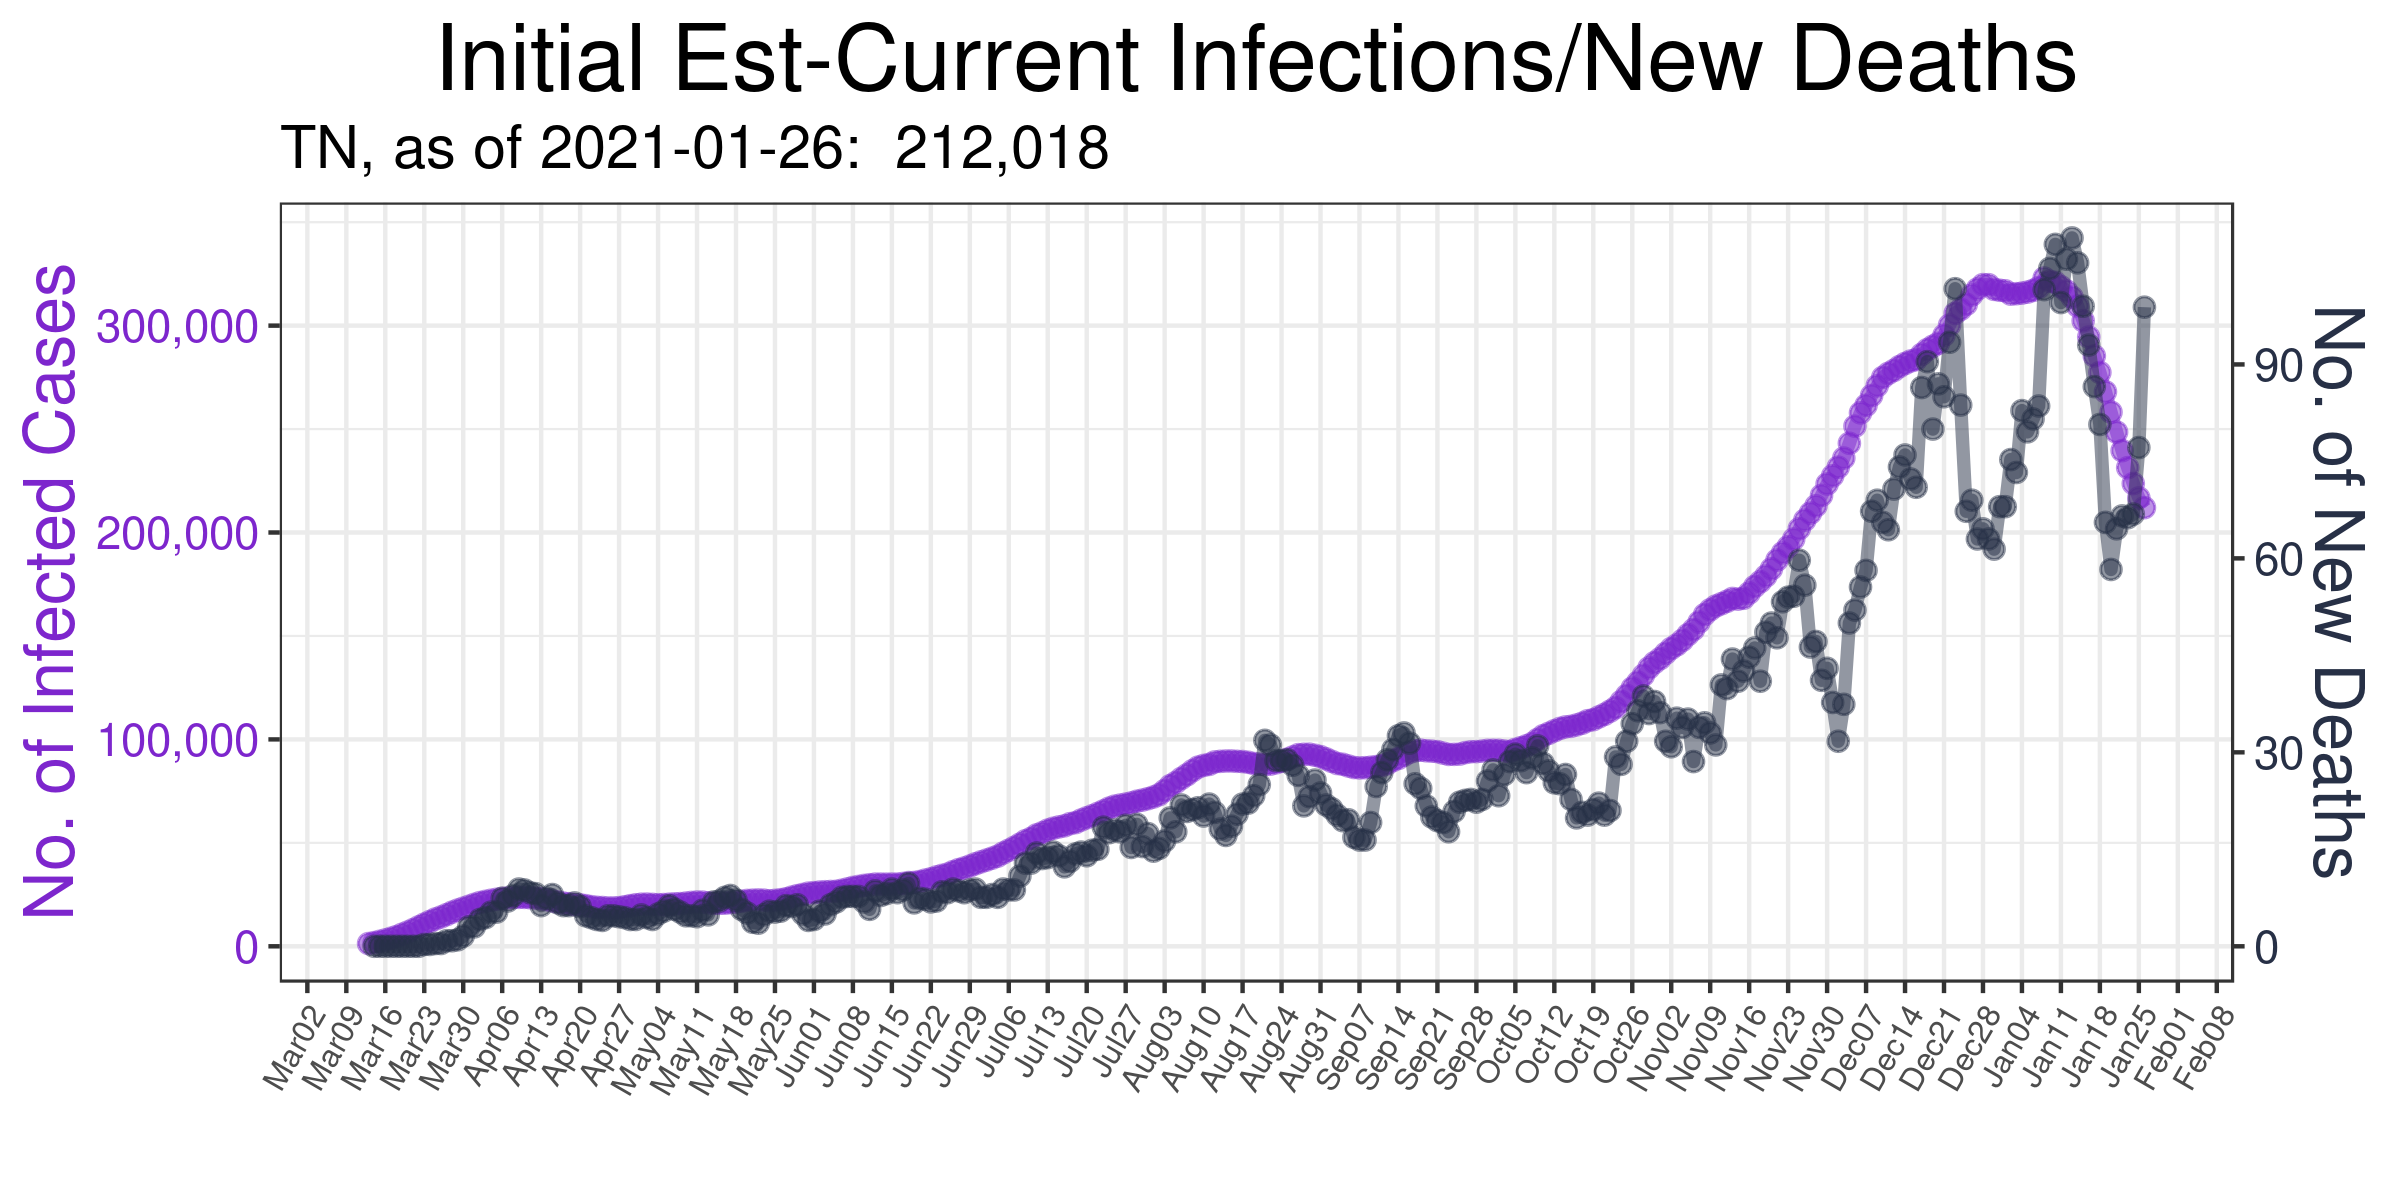 Initial Est-Current Infections/New Deaths
TN, as of 2021-01-26:  212,018
No. of Infected Cases
300,000
200,000
100,000
0
90
60
30
0
No. of New Deaths
Mar02
Mar09
Mar16
Mar23
Mar30
Apr06
Apr13
Apr20
Apr27
May04
May11
May18
May25
Jun01
Jun08
Jun15
Jun22
Jun29
Jul06
Jul13
Jul20
Jul27
Aug03
Aug10
Aug17
Aug24
Aug31
Sep07
Sep14
Sep21
Sep28
Oct05
Oct12
Oct19
Oct26
Nov02
Nov09
Nov16
Nov23
Nov30
Dec07
Dec14
Dec21
Dec28
Jan04
Jan11
Jan18
Jan25
Feb01
Feb08